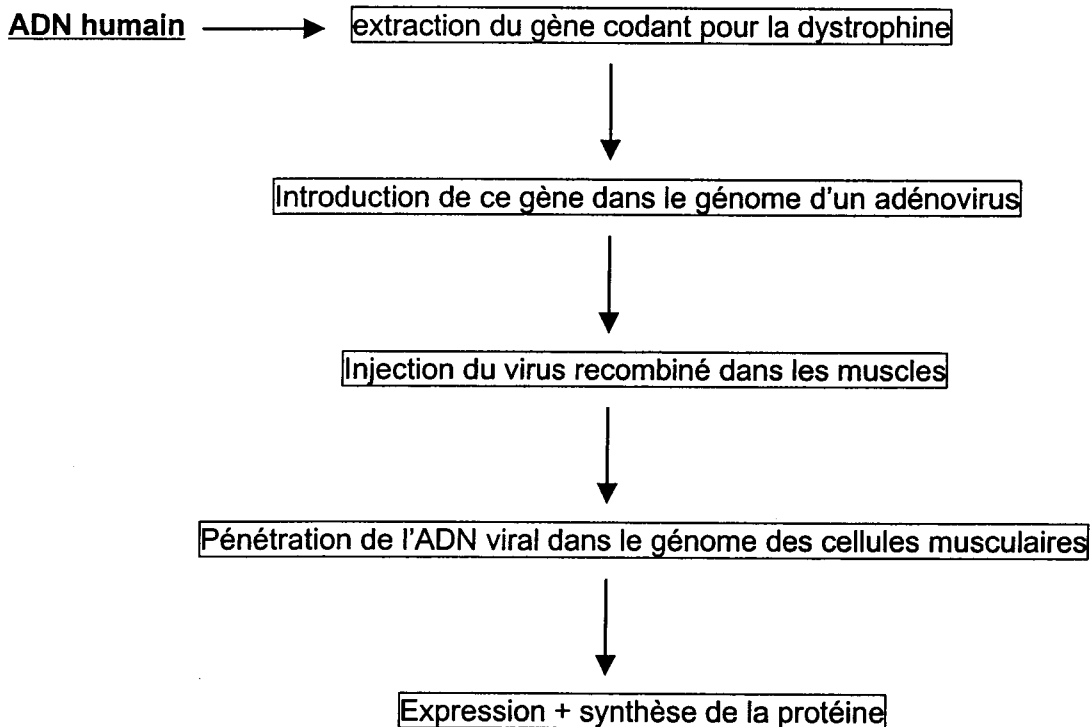 ADN humain extraction du gène codant pour la dystrophine
Introduction de ce gène dans le génome d'un adénovirus
Injection du virus recombiné dans les muscles
Pénétration de l'ADN viral dans le génome des cellules musculaires
Expression + synthèse de la protéine